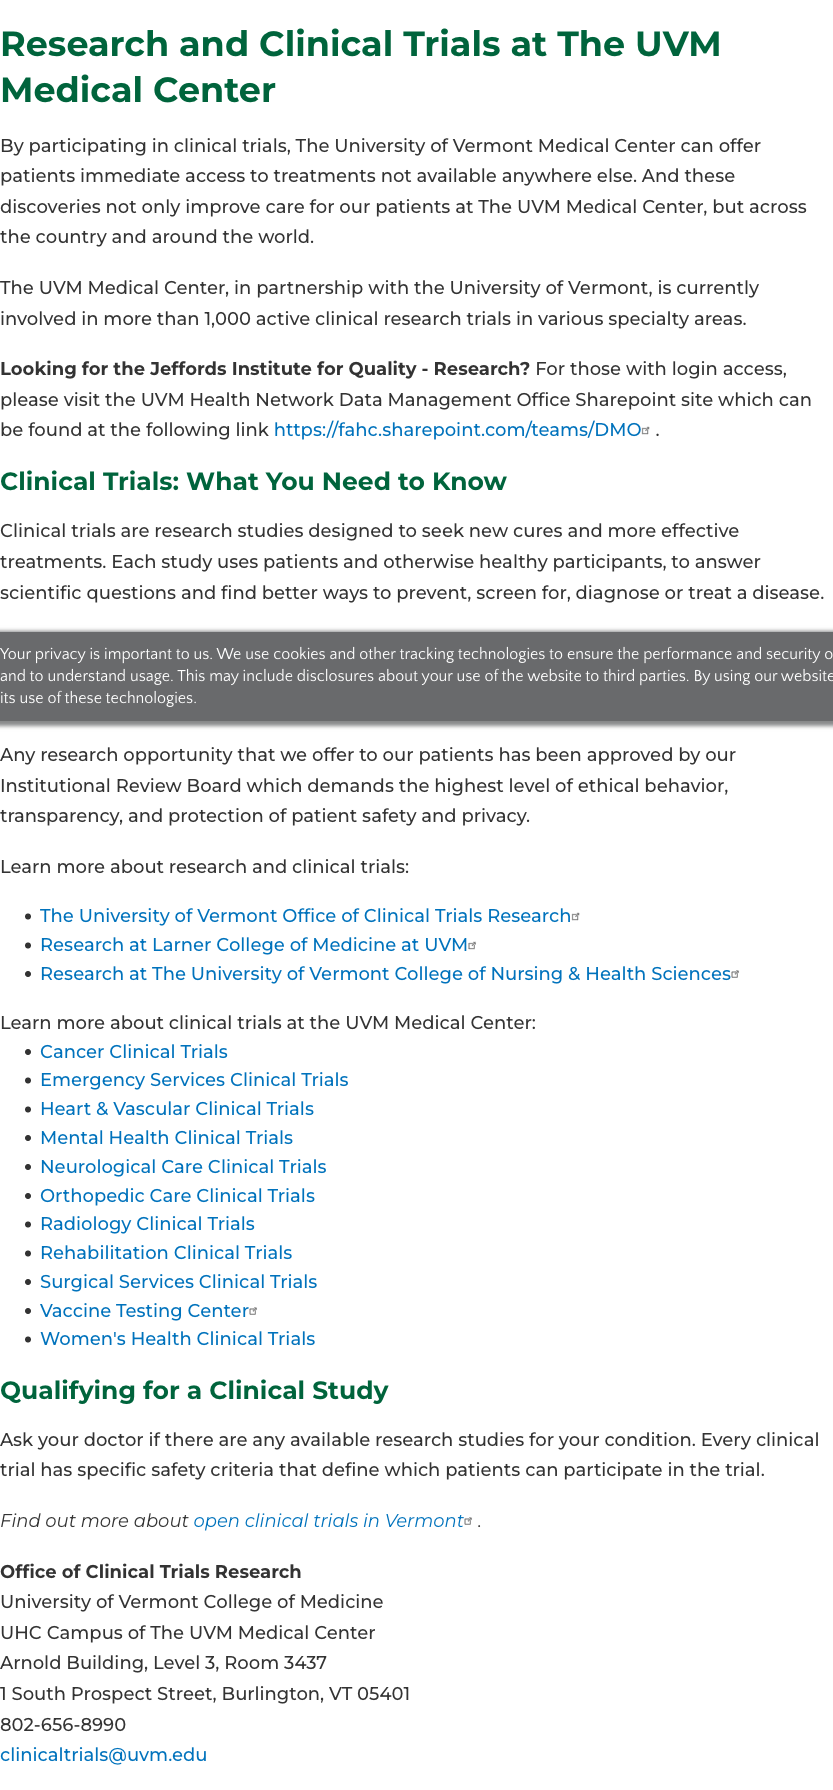 Research and Clinical Trials at The UVM
Medical Center
By participating in clinical trials, The University of Vermont Medical Center can offer
patients immediate access to treatments not available anywhere else. And these
discoveries not only improve care for our patients at The UVM Medical Center, but across
the country and around the world.
The UVM Medical Center, in partnership with the University of Vermont, is currently
involved in more than 1,000 active clinical research trials in various specialty areas.
Looking for the Jeffords Institute for Quality - Research? For those with login access,
please visit the UVM Health Network Data Management Office Sharepoint site which can
be found at the following link https://fahc.sharepoint.com/teams/DMO .
Clinical Trials: What You Need to Know
Clinical trials are research studies designed to seek new cures and more effective
treatments. Each study uses patients and otherwise healthy participants, to answer
scientific questions and find better ways to prevent, screen for, diagnose or treat a disease.
Your privacy is important to us. We use cookies and other tracking technologies to ensure the performance and security o
and to understand usage. This may include disclosures about your use of the website to third parties. By using our website
its use of these technologies.
Any research opportunity that we offer to our patients has been approved by our
Institutional Review Board which demands the highest level of ethical behavior,
transparency, and protection of patient safety and privacy.
Learn more about research and clinical trials:
• The University of Vermont Office of Clinical Trials Research
• Research at Larner College of Medicine at UVM
• Research at The University of Vermont College of Nursing & Health Sciences
Learn more about clinical trials at the UVM Medical Center:
• Cancer Clinical Trials
• Emergency Services Clinical Trials
• Heart & Vascular Clinical Trials
• Mental Health Clinical Trials
• Neurological Care Clinical Trials
• Orthopedic Care Clinical Trials
• Radiology Clinical Trials
• Rehabilitation Clinical Trials
• Surgical Services Clinical Trials
• Vaccine Testing Center
• Women's Health Clinical Trials
Qualifying for a Clinical Study
Ask your doctor if there are any available research studies for your condition. Every clinical
trial has specific safety criteria that define which patients can participate in the trial.
Find out more about open clinical trials in Vermont .
Office of Clinical Trials Research
University of Vermont College of Medicine
UHC Campus of The UVM Medical Center
Arnold Building, Level 3, Room 3437
1 South Prospect Street, Burlington, VT 05401
802-656-8990
clinicaltrials@uvm.edu